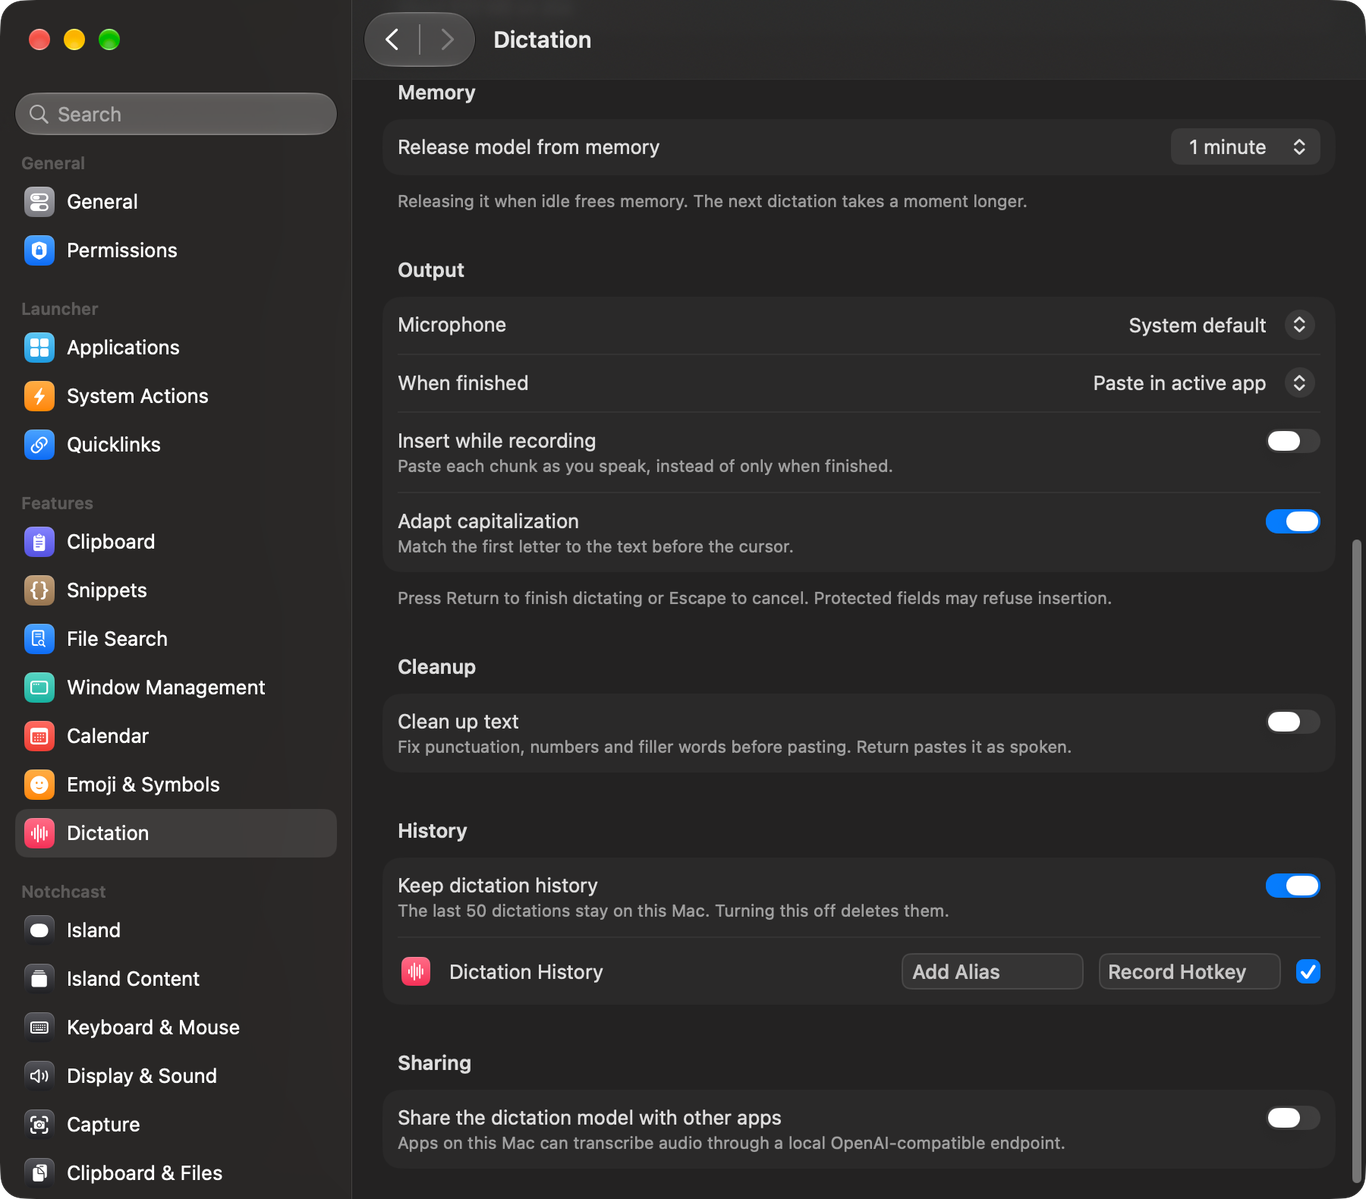 Dictation
Search
General
General
Permissions
Launcher
Applications
System Actions
Quicklinks
Features
Clipboard
Snippets
File Search
Window Management
Calendar
Emoji & Symbols
Dictation
Notchcast
Island
Island Content
Keyboard & Mouse
Display & Sound
Capture
Clipboard & Files
Memory
Release model from memory 1 minute
Releasing it when idle frees memory. The next dictation takes a moment longer.
Output
Microphone System default
When finished Paste in active app
Insert while recording
Paste each chunk as you speak, instead of only when finished.
Adapt capitalization
Match the first letter to the text before the cursor.
Press Return to finish dictating or Escape to cancel. Protected fields may refuse insertion.
Cleanup
Clean up text
Fix punctuation, numbers and filler words before pasting. Return pastes it as spoken.
History
Keep dictation history
The last 50 dictations stay on this Mac. Turning this off deletes them.
Dictation History Add Alias Record Hotkey
Sharing
Share the dictation model with other apps
Apps on this Mac can transcribe audio through a local OpenAI-compatible endpoint.